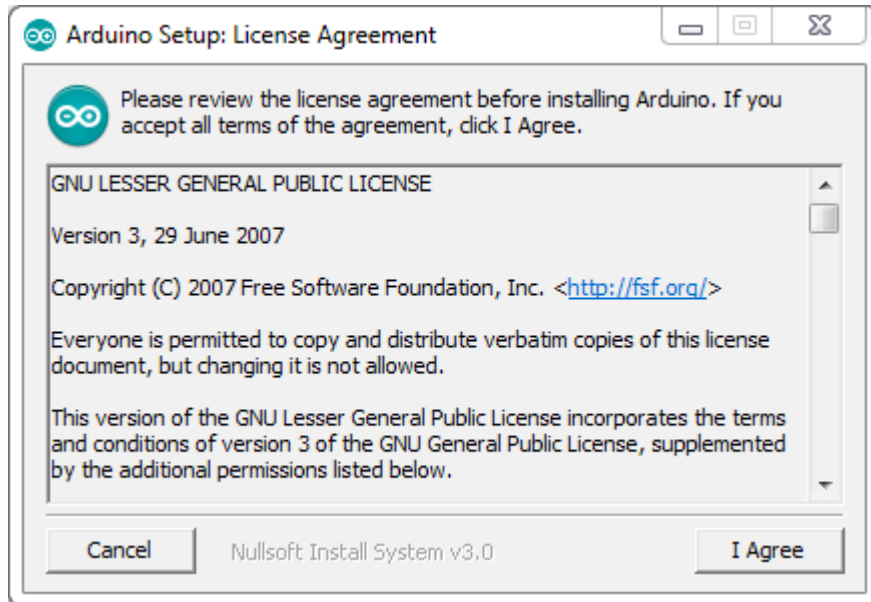 Arduino Setup: License Agreement
Please review the license agreement before installing Arduino. If you
accept all terms of the agreement, click I Agree.
GNU LESSER GENERAL PUBLIC LICENSE
Version 3, 29 June 2007
Copyright (C) 2007 Free Software Foundation, Inc. <http://fsf.org/>
Everyone is permitted to copy and distribute verbatim copies of this license
document, but changing it is not allowed.
This version of the GNU Lesser General Public License incorporates the terms
and conditions of version 3 of the GNU General Public License, supplemented
by the additional permissions listed below.
Cancel
Nullsoft Install System v3.0
I Agree